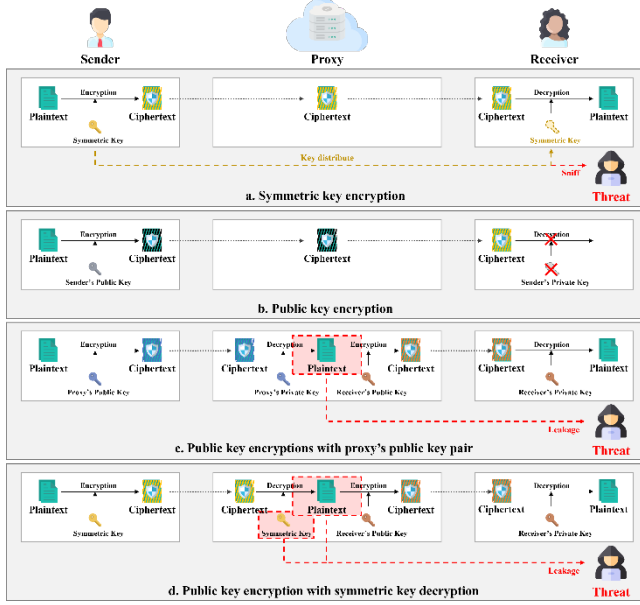 Sender
Proxy
Receiver
Encryption
Decryption
Plaintext
Ciphertext
Ciphertext
Ciphertext
Plaintext
Symmetric Key
Symmetric Key
Key distribute
Sniff
Threat
a. Symmetric key encryption
Encryption
Decryption
Plaintext
Ciphertext
Ciphertext
Ciphertext
Sender's Public Key
Sender's Private Key
b. Public key encryption
Encryption
Decryption
Encryption
Decryption
Plaintext
Ciphertext
Ciphertext
Plaintext
Ciphertext
Ciphertext
Plaintext
Proxy's Public Key
Proxy's Private Key
Receiver's Public Key
Receiver's Private Key
Leakage
Threat
c. Public key encryptions with proxy's public key pair
Encryption
Decryption
Encryption
Decryption
Plaintext
Ciphertext
Ciphertext
Plaintext
Ciphertext
Ciphertext
Plaintext
Symmetric Key
Symmetric Key
Receiver's Public Key
Receiver's Private Key
Leakage
Threat
d. Public key encryption with symmetric key decryption